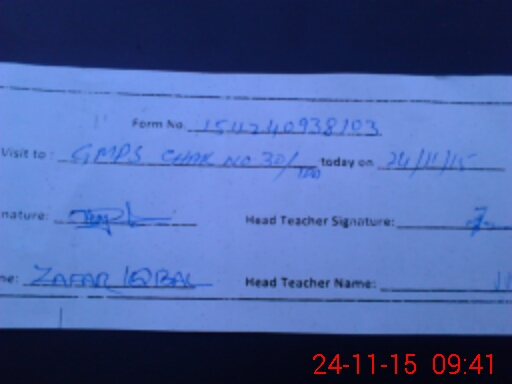 Form No. 154240938103
Visit to : GMPS CHAK NO 30/ today on 24/11/15
nature: Head Teacher Signature:
ne: ZAFAR IQBAL Head Teacher Name:
24-11-15 09:41